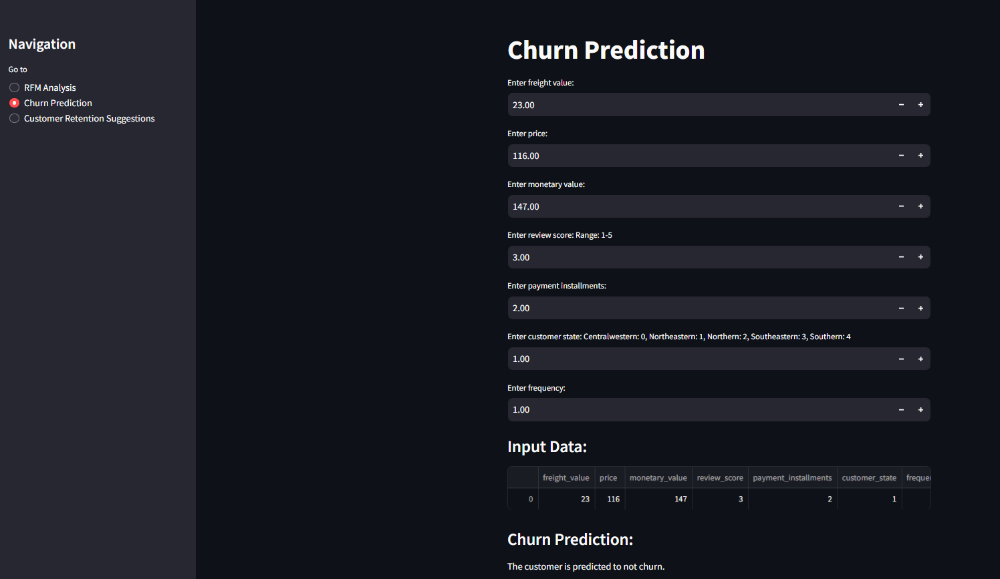 Navigation
Go to
RFM Analysis
Churn Prediction
Customer Retention Suggestions
Churn Prediction
Enter freight value:
23.00
Enter price:
116.00
Enter monetary value:
147.00
Enter review score: Range: 1-5
3.00
Enter payment installments:
2.00
Enter customer state: Centralwestern: 0, Northeastern: 1, Northern: 2, Southeastern: 3, Southern: 4
1.00
Enter frequency:
1.00
Input Data:
freight_value price monetary_value review_score payment_installments customer_state
0 23 116 147 3 2 1
Churn Prediction:
The customer is predicted to not churn.